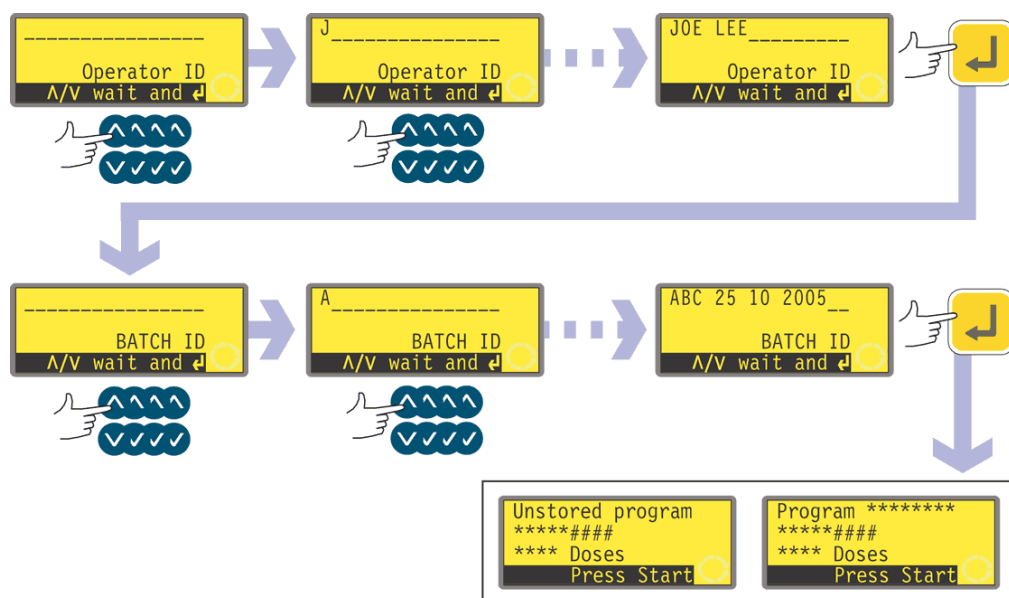 ________________
Operator ID
∧/∨ wait and ↲
J_______________
Operator ID
∧/∨ wait and ↲
JOE LEE_________
Operator ID
∧/∨ wait and ↲
________________
BATCH ID
∧/∨ wait and ↲
A_______________
BATCH ID
∧/∨ wait and ↲
ABC 25 10 2005__
BATCH ID
∧/∨ wait and ↲
Unstored program
*****####
**** Doses
Press Start
Program ********
*****####
**** Doses
Press Start